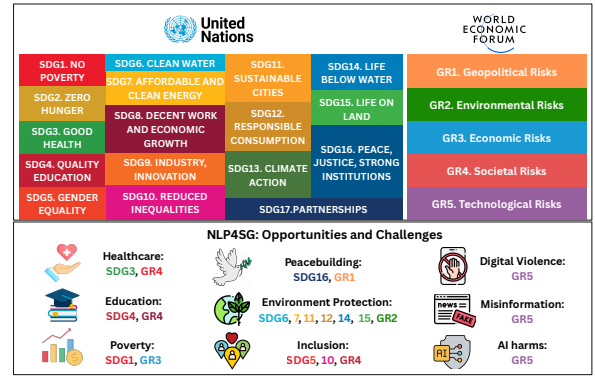 United
Nations
WORLD
ECONOMIC
FORUM
SDG1. NO
POVERTY
SDG2. ZERO
HUNGER
SDG3. GOOD
HEALTH
SDG4. QUALITY
EDUCATION
SDG5. GENDER
EQUALITY
SDG6. CLEAN WATER
SDG7. AFFORDABLE AND
CLEAN ENERGY
SDG8. DECENT WORK
AND ECONOMIC
GROWTH
SDG9. INDUSTRY,
INNOVATION
SDG10. REDUCED
INEQUALITIES
SDG11.
SUSTAINABLE
CITIES
SDG12.
RESPONSIBLE
CONSUMPTION
SDG13. CLIMATE
ACTION
SDG14. LIFE
BELOW WATER
SDG15. LIFE ON
LAND
SDG16. PEACE,
JUSTICE, STRONG
INSTITUTIONS
SDG17.PARTNERSHIPS
GR1. Geopolitical Risks
GR2. Environmental Risks
GR3. Economic Risks
GR4. Societal Risks
GR5. Technological Risks
NLP4SG: Opportunities and Challenges
Healthcare:
SDG3, GR4
Peacebuilding:
SDG16, GR1
Digital Violence:
GR5
Education:
SDG4, GR4
Environment Protection:
SDG6, 7, 11, 12, 14, 15, GR2
news
FAKE
Misinformation:
GR5
Poverty:
SDG1, GR3
Inclusion:
SDG5, 10, GR4
AI
AI harms:
GR5